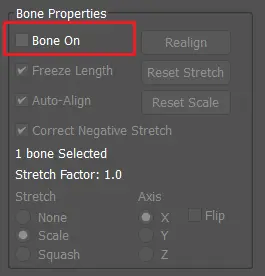 Bone Properties
Bone On
Realign
Freeze Length
Reset Stretch
Auto-Align
Reset Scale
Correct Negative Stretch
1 bone Selected
Stretch Factor: 1.0
Stretch
Axis
None
X
Flip
Scale
Y
Squash
Z